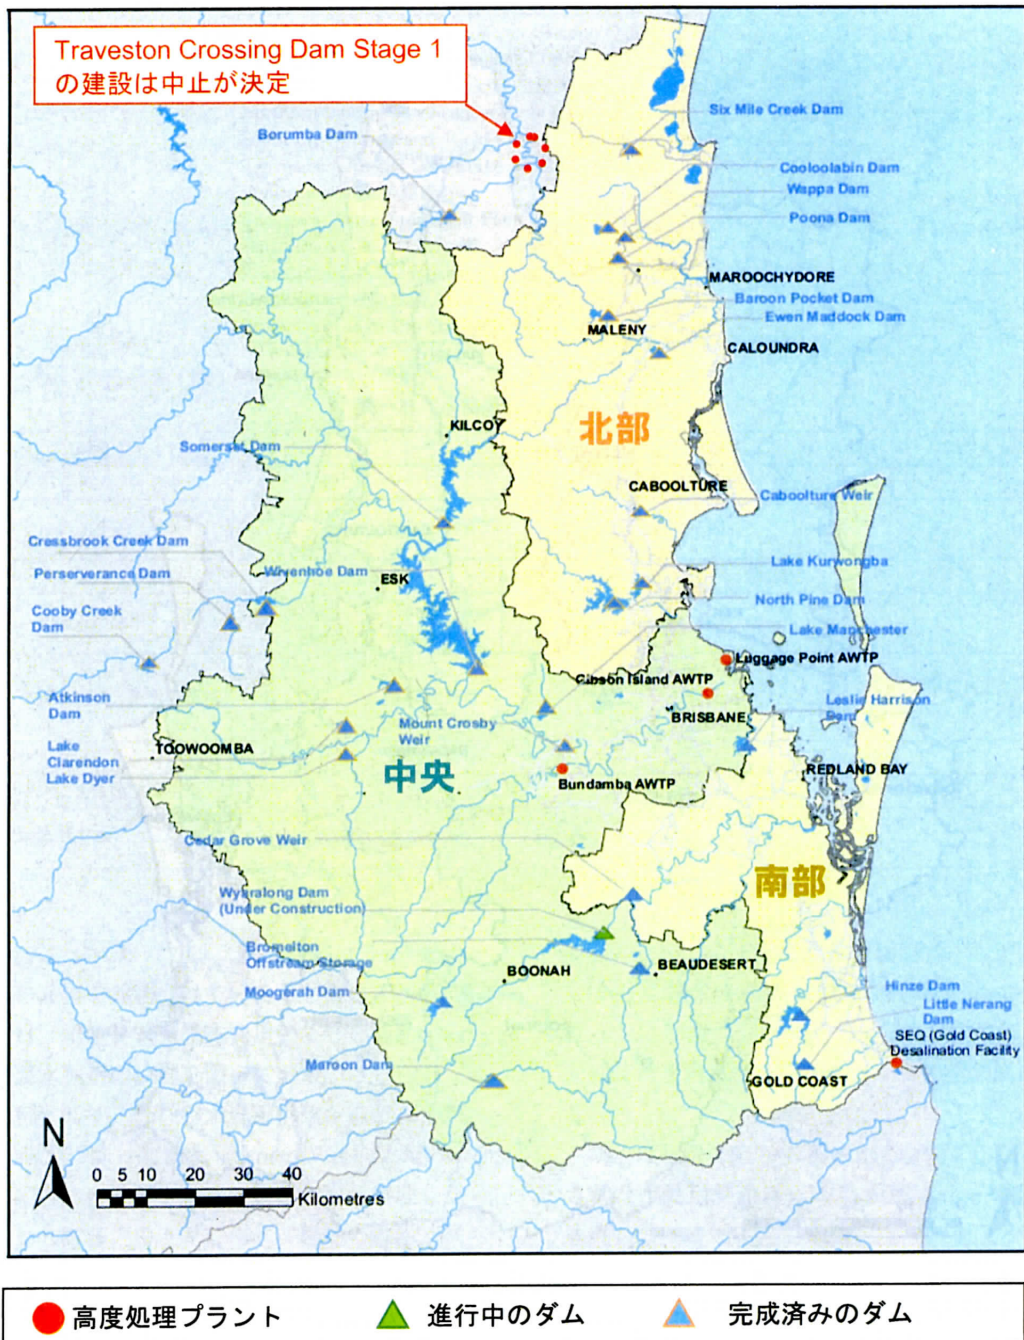 Traveston Crossing Dam Stage 1
の建設は中止が決定
Borumba Dam
Six Mile Creek Dam
Cooloolabin Dam
Wappa Dam
Poona Dam
MAROOCHYDORE
Baroon Pocket Dam
Ewen Maddock Dam
MALENY
CALOUNDRA
北部
KILCOY
Somerset Dam
CABOOLTURE
Caboolture Weir
Cressbrook Creek Dam
Perserverance Dam
Cooby Creek
Dam
Wivenhoe Dam
ESK
Lake Kurwongba
North Pine Dam
Lake Manchester
Luggage Point AWTP
Gibson Island AWTP
BRISBANE
Leslie Harrison
Dam
Atkinson
Dam
Mount Crosby
Weir
Lake
Clarendon
Lake Dyer
TOOWOOMBA
中央
Bundamba AWTP
REDLAND BAY
Cedar Grove Weir
南部
Wyaralong Dam
(Under Construction)
Bromelton
Offstream Storage
BOONAH
BEAUDESERT
Moogerah Dam
Hinze Dam
Little Nerang
Dam
SEQ (Gold Coast)
Desalination Facility
Maroon Dam
GOLD COAST
N
0 5 10 20 30 40
Kilometres
高度処理プラント
進行中のダム
完成済みのダム